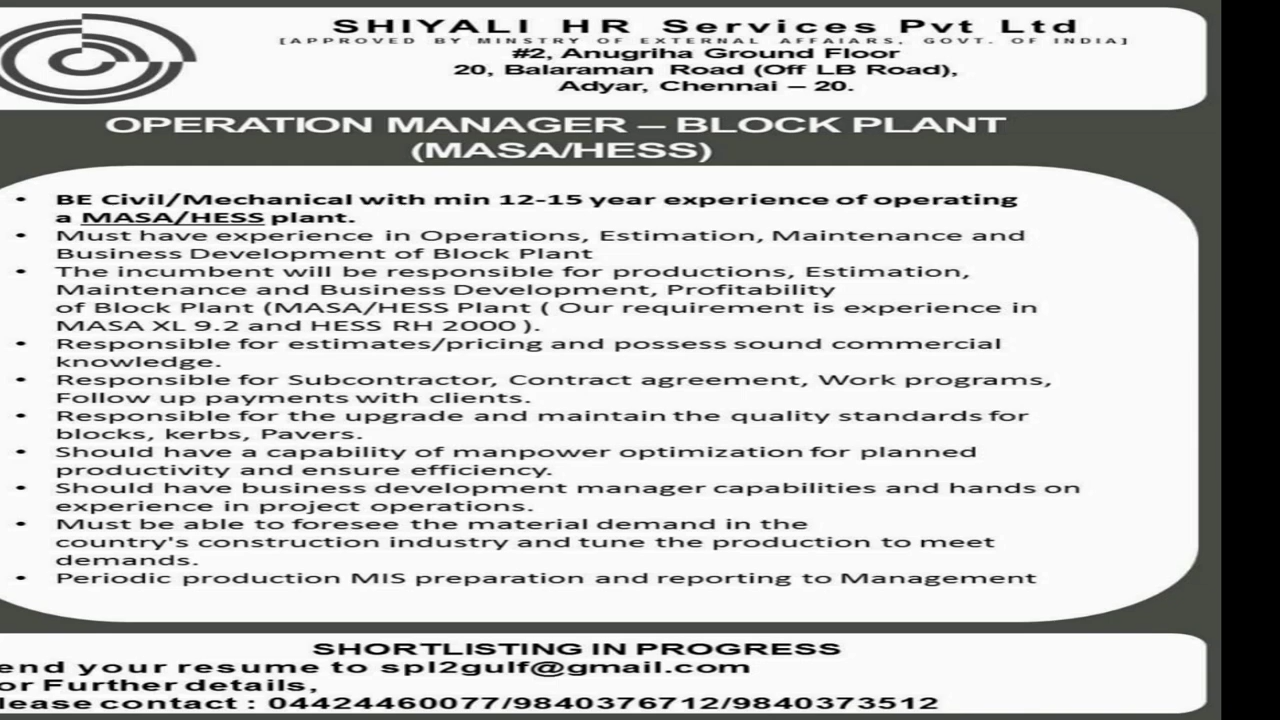 SHIYALI HR Services Pvt Ltd
[APPROVED BY MINSTRY OF EXTERNAL AFFAIARS, GOVT. OF INDIA]
#2, Anugriha Ground Floor
20, Balaraman Road (Off LB Road),
Adyar, Chennai – 20.
OPERATION MANAGER – BLOCK PLANT
(MASA/HESS)
• BE Civil/Mechanical with min 12-15 year experience of operating
a MASA/HESS plant.
• Must have experience in Operations, Estimation, Maintenance and
Business Development of Block Plant
• The incumbent will be responsible for productions, Estimation,
Maintenance and Business Development, Profitability
of Block Plant (MASA/HESS Plant ( Our requirement is experience in
MASA XL 9.2 and HESS RH 2000 ).
• Responsible for estimates/pricing and possess sound commercial
knowledge.
• Responsible for Subcontractor, Contract agreement, Work programs,
Follow up payments with clients.
• Responsible for the upgrade and maintain the quality standards for
blocks, kerbs, Pavers.
• Should have a capability of manpower optimization for planned
productivity and ensure efficiency.
• Should have business development manager capabilities and hands on
experience in project operations.
• Must be able to foresee the material demand in the
country's construction industry and tune the production to meet
demands.
• Periodic production MIS preparation and reporting to Management
SHORTLISTING IN PROGRESS
end your resume to spl2gulf@gmail.com
or Further details,
lease contact : 04424460077/9840376712/9840373512